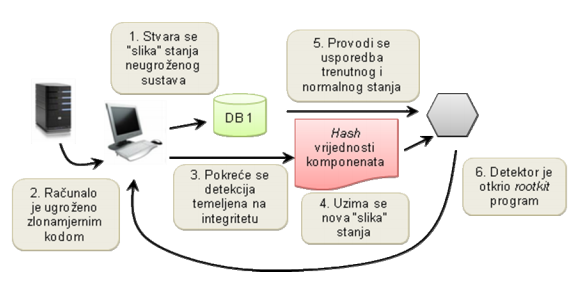 1. Stvara se
"slika" stanja
neugroženog
sustava
5. Provodi se
usporedba
trenutnog i
normalnog stanja
DB1
Hash
vrijednosti
komponenata
2. Računalo
je ugroženo
zlonamjernim
kodom
3. Pokreće se
detekcija
temeljena na
integritetu
4. Uzima se
nova "slika"
stanja
6. Detektor je
otkrio rootkit
program